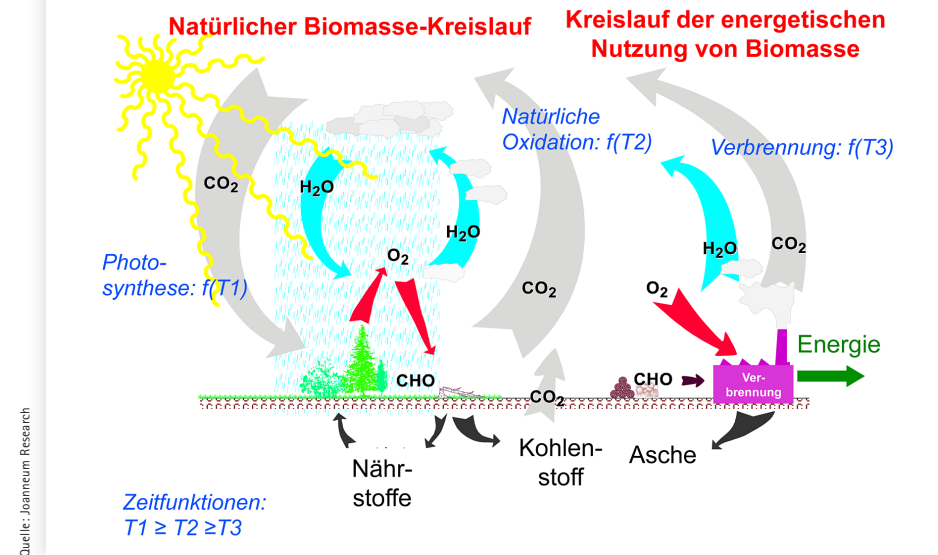 Natürlicher Biomasse-Kreislauf
Kreislauf der energetischen
Nutzung von Biomasse
Natürliche
Oxidation: f(T2)
Verbrennung: f(T3)
CO2
H2O
H2O
O2
H2O
CO2
Photo-
synthese: f(T1)
CO2
O2
Energie
CHO
CHO
Ver-
brennung
CO2
Nähr-
stoffe
Kohlen-
stoff
Asche
Zeitfunktionen:
T1 ≥ T2 ≥T3
Quelle: Joanneum Research